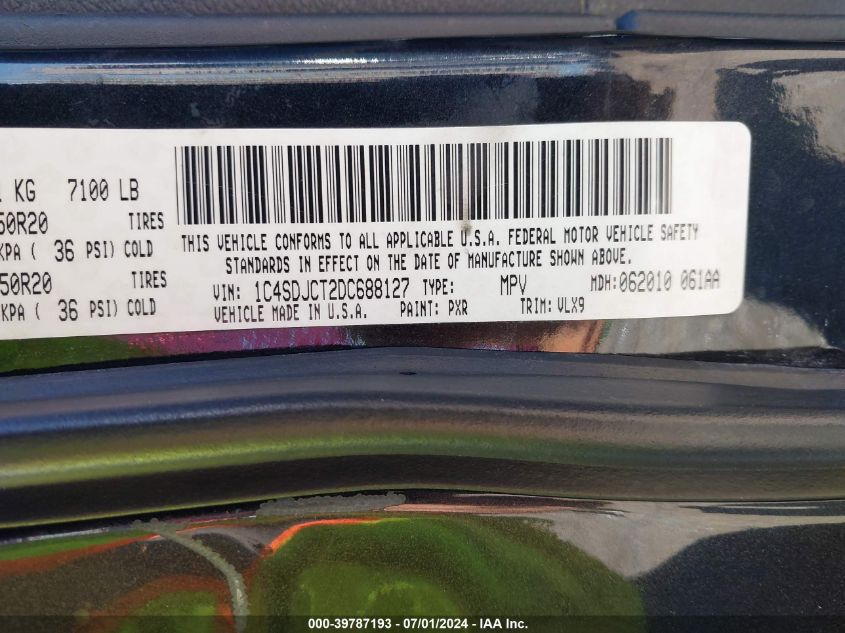 1 KG 7100 LB
50R20 TIRES
KPA ( 36 PSI) COLD
50R20 TIRES
KPA ( 36 PSI) COLD
THIS VEHICLE CONFORMS TO ALL APPLICABLE U.S.A. FEDERAL MOTOR VEHICLE SAFETY
STANDARDS IN EFFECT ON THE DATE OF MANUFACTURE SHOWN ABOVE.
VIN: 1C4SDJCT2DC688127 TYPE: MPV MDH:062010 061AA
VEHICLE MADE IN U.S.A. PAINT: PXR TRIM: VLX9
000-39787193 - 07/01/2024 - IAA Inc.